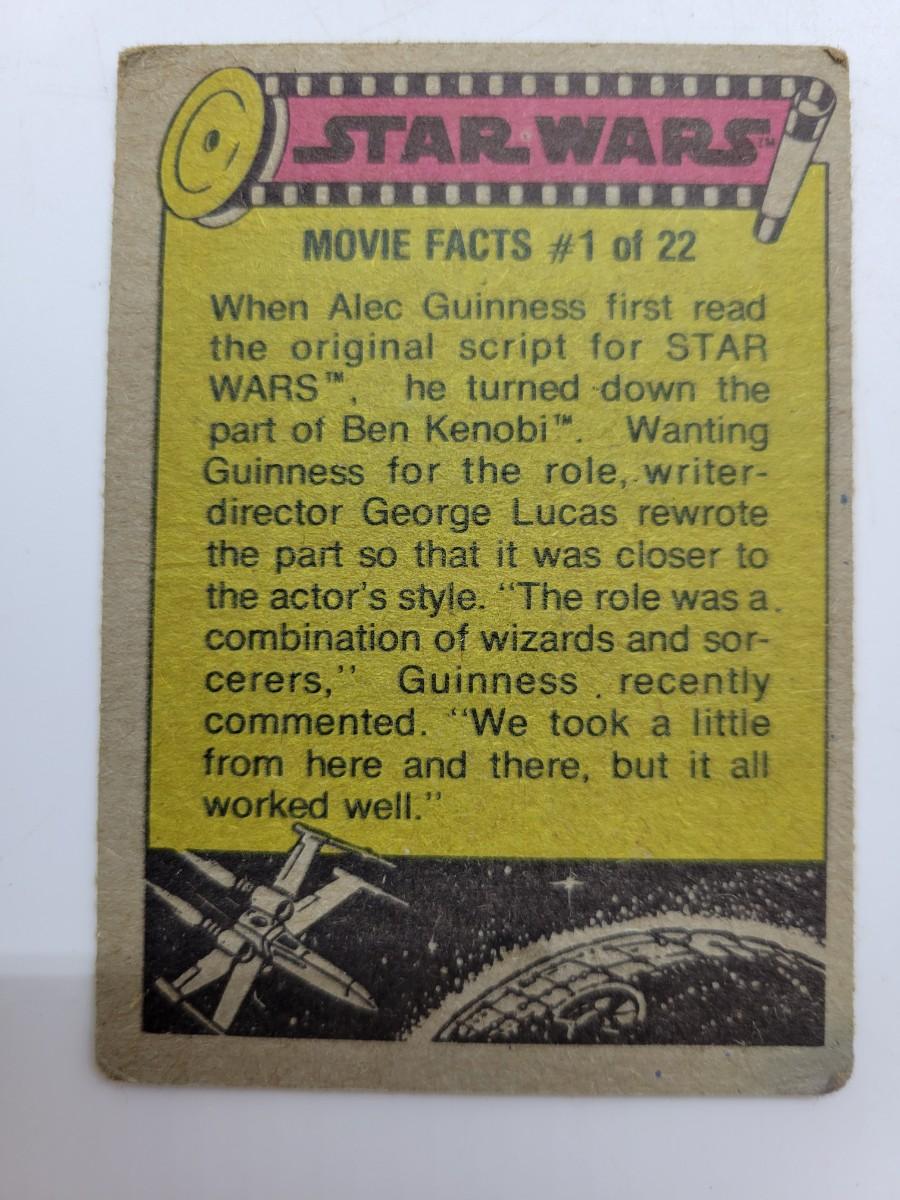 STAR WARS™
MOVIE FACTS #1 of 22
When Alec Guinness first read
the original script for STAR
WARS™, he turned down the
part of Ben Kenobi™. Wanting
Guinness for the role, writer-
director George Lucas rewrote
the part so that it was closer to
the actor's style. “The role was a
combination of wizards and sor-
cerers,” Guinness recently
commented. “We took a little
from here and there, but it all
worked well.”